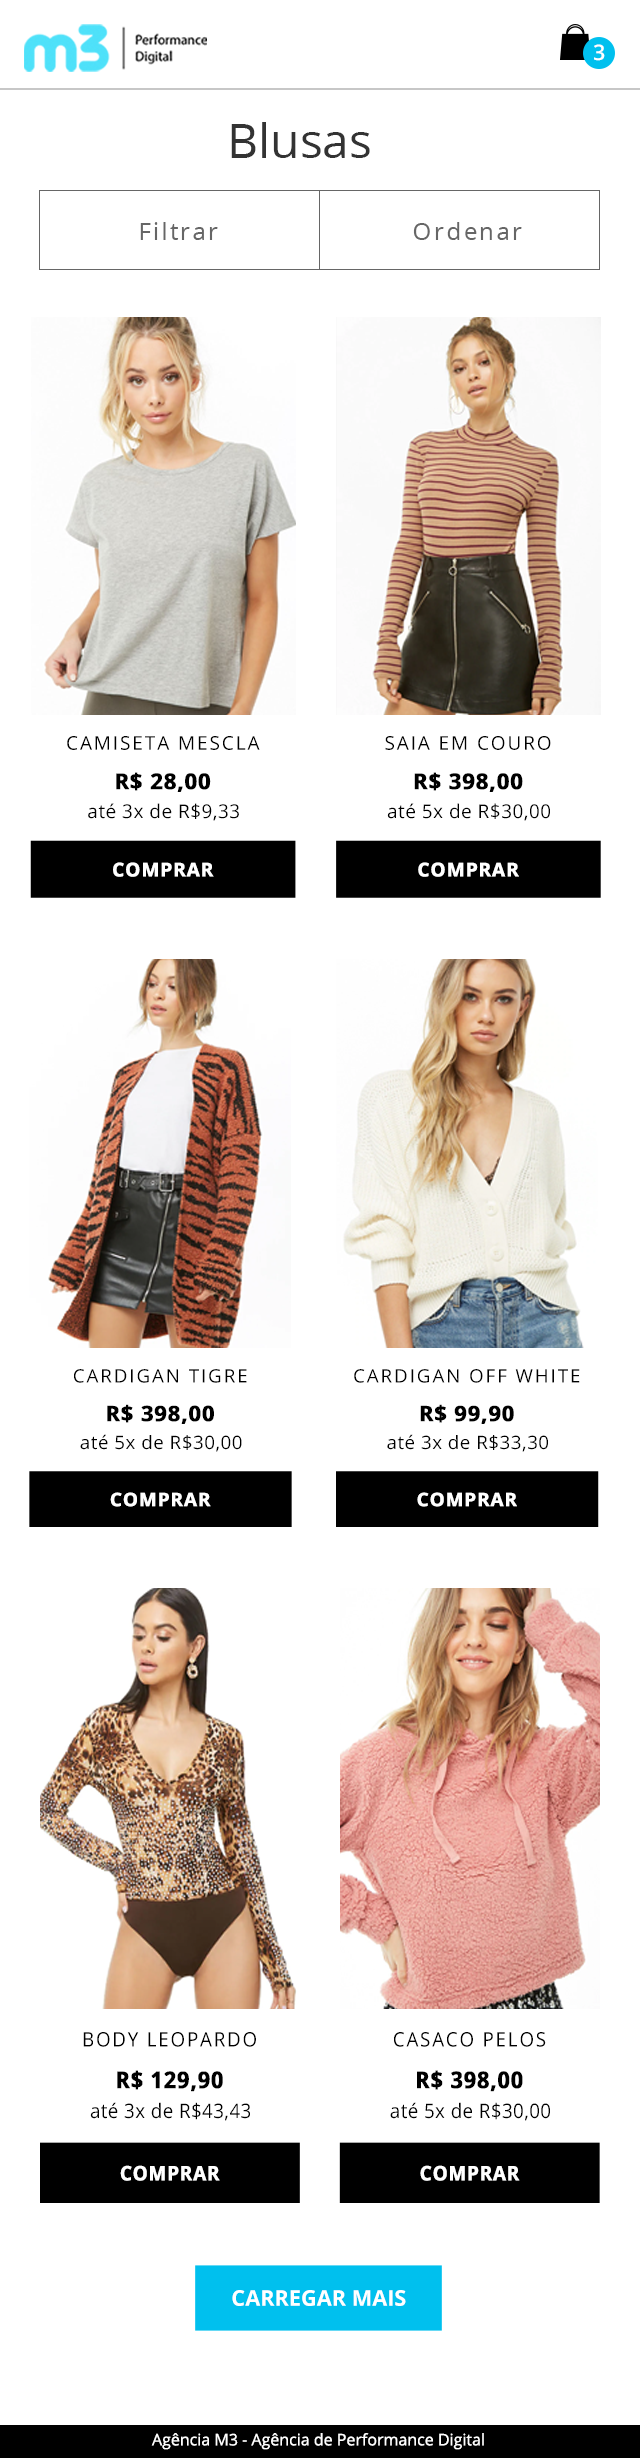 m3 Performance
Digital
3
Blusas
Filtrar
Ordenar
CAMISETA MESCLA
R$ 28,00
até 3x de R$9,33
COMPRAR
SAIA EM COURO
R$ 398,00
até 5x de R$30,00
COMPRAR
CARDIGAN TIGRE
R$ 398,00
até 5x de R$30,00
COMPRAR
CARDIGAN OFF WHITE
R$ 99,90
até 3x de R$33,30
COMPRAR
BODY LEOPARDO
R$ 129,90
até 3x de R$43,43
COMPRAR
CASACO PELOS
R$ 398,00
até 5x de R$30,00
COMPRAR
CARREGAR MAIS
Agência M3 - Agência de Performance Digital